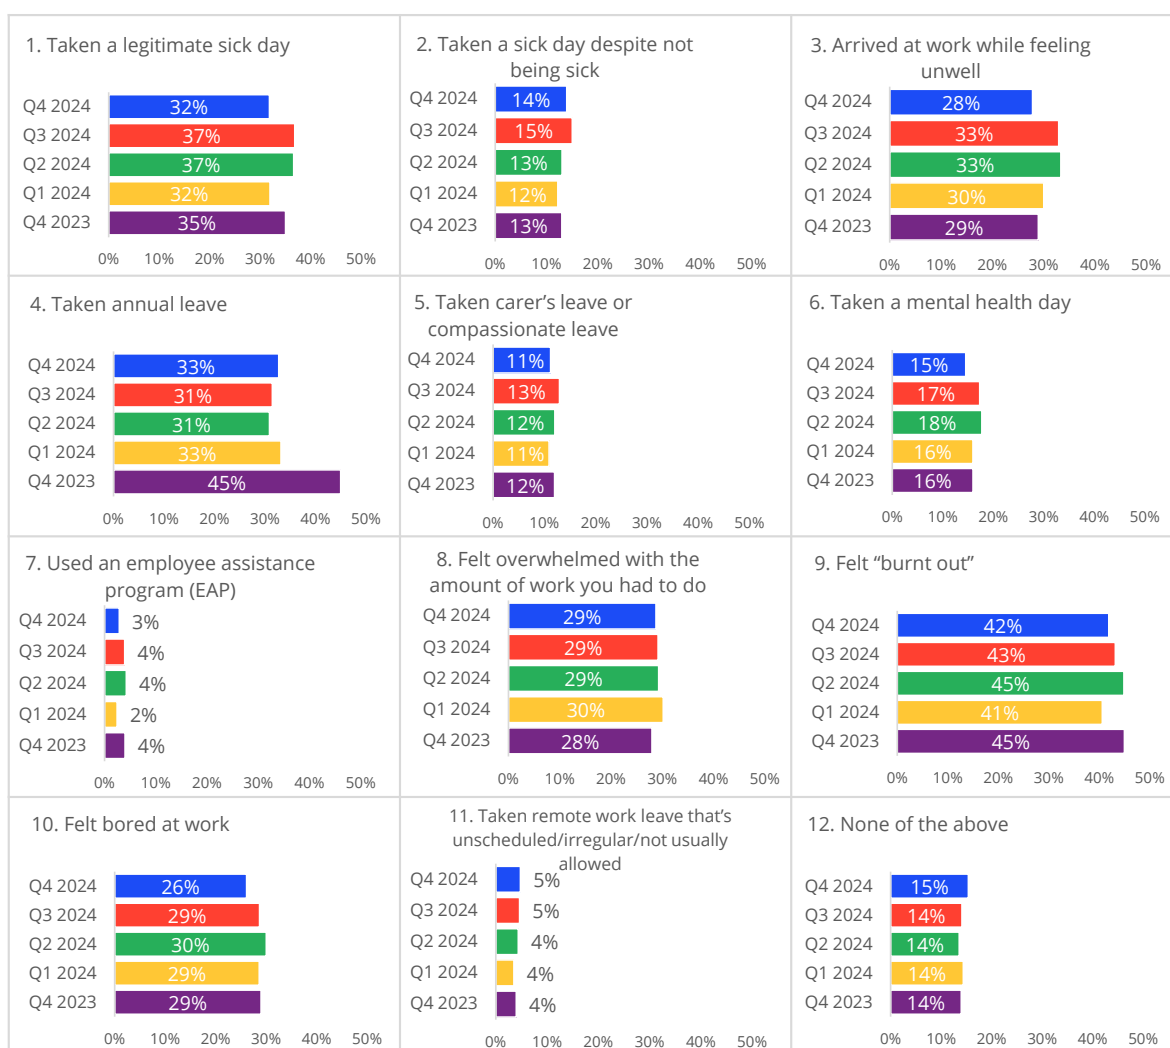 1. Taken a legitimate sick day
Q4 2024 32%
Q3 2024 37%
Q2 2024 37%
Q1 2024 32%
Q4 2023 35%
0% 10% 20% 30% 40% 50%
2. Taken a sick day despite not
being sick
Q4 2024 14%
Q3 2024 15%
Q2 2024 13%
Q1 2024 12%
Q4 2023 13%
0% 10% 20% 30% 40% 50%
3. Arrived at work while feeling
unwell
Q4 2024 28%
Q3 2024 33%
Q2 2024 33%
Q1 2024 30%
Q4 2023 29%
0% 10% 20% 30% 40% 50%
4. Taken annual leave
Q4 2024 33%
Q3 2024 31%
Q2 2024 31%
Q1 2024 33%
Q4 2023 45%
0% 10% 20% 30% 40% 50%
5. Taken carer’s leave or
compassionate leave
Q4 2024 11%
Q3 2024 13%
Q2 2024 12%
Q1 2024 11%
Q4 2023 12%
0% 10% 20% 30% 40% 50%
6. Taken a mental health day
Q4 2024 15%
Q3 2024 17%
Q2 2024 18%
Q1 2024 16%
Q4 2023 16%
0% 10% 20% 30% 40% 50%
7. Used an employee assistance
program (EAP)
Q4 2024 3%
Q3 2024 4%
Q2 2024 4%
Q1 2024 2%
Q4 2023 4%
0% 10% 20% 30% 40% 50%
8. Felt overwhelmed with the
amount of work you had to do
Q4 2024 29%
Q3 2024 29%
Q2 2024 29%
Q1 2024 30%
Q4 2023 28%
0% 10% 20% 30% 40% 50%
9. Felt “burnt out”
Q4 2024 42%
Q3 2024 43%
Q2 2024 45%
Q1 2024 41%
Q4 2023 45%
0% 10% 20% 30% 40% 50%
10. Felt bored at work
Q4 2024 26%
Q3 2024 29%
Q2 2024 30%
Q1 2024 29%
Q4 2023 29%
0% 10% 20% 30% 40% 50%
11. Taken remote work leave that’s
unscheduled/irregular/not usually
allowed
Q4 2024 5%
Q3 2024 5%
Q2 2024 4%
Q1 2024 4%
Q4 2023 4%
0% 10% 20% 30% 40% 50%
12. None of the above
Q4 2024 15%
Q3 2024 14%
Q2 2024 14%
Q1 2024 14%
Q4 2023 14%
0% 10% 20% 30% 40% 50%